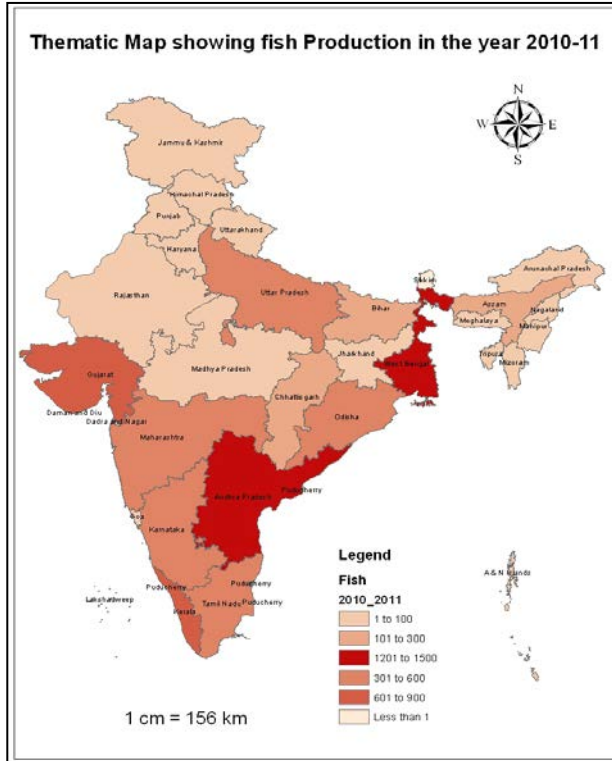 Thematic Map showing fish Production in the year 2010-11
N
W E
S
Jammu & Kashmir
Himachal Pradesh
Punjab
Uttarakhand
Haryana
Rajasthan
Uttar Pradesh
Bihar
Sikkim
Arunachal Pradesh
Assam
Nagaland
Meghalaya
Manipur
Tripura
Mizoram
Gujarat
Madhya Pradesh
Jharkhand
West Bengal
Chhattisgarh
Odisha
Daman and Diu
Dadra and Nagar
Maharashtra
Andhra Pradesh
Puducherry
Goa
Karnataka
Puducherry
Lakshadweep
Kerala
Tamil Nadu
Puducherry
Puducherry
A & N Islands
Legend
Fish
2010_2011
1 to 100
101 to 300
1201 to 1500
301 to 600
601 to 900
Less than 1
1 cm = 156 km